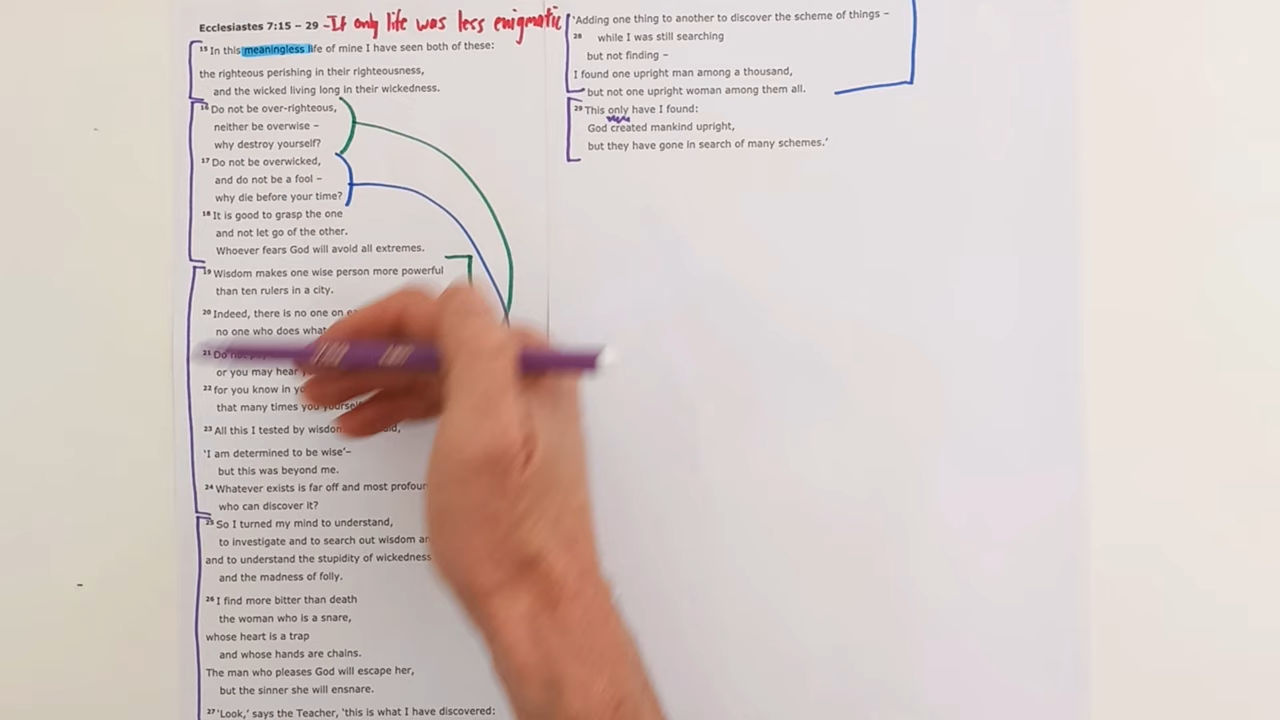 Ecclesiastes 7:15 – 29 - If only life was less enigmatic
15 In this meaningless life of mine I have seen both of these:
the righteous perishing in their righteousness,
and the wicked living long in their wickedness.
16 Do not be over-righteous,
neither be overwise –
why destroy yourself?
17 Do not be overwicked,
and do not be a fool –
why die before your time?
18 It is good to grasp the one
and not let go of the other.
Whoever fears God will avoid all extremes.
19 Wisdom makes one wise person more powerful
than ten rulers in a city.
20 Indeed, there is no one on
no one who does what
21 Do not
or you may hear
22 for you know in
that many times you yourself
23 All this I tested by wisdom
'I am determined to be wise'–
but this was beyond me.
24 Whatever exists is far off and most
who can discover it?
25 So I turned my mind to understand,
to investigate and to search out wisdom
and to understand the stupidity of wickedness
and the madness of folly.
26 I find more bitter than death
the woman who is a snare,
whose heart is a trap
and whose hands are chains.
The man who pleases God will escape her,
but the sinner she will ensnare.
27 'Look,' says the Teacher, 'this is what I have discovered:
'Adding one thing to another to discover the scheme of things –
28 while I was still searching
but not finding –
I found one upright man among a thousand,
but not one upright woman among them all.
29 This only have I found:
God created mankind upright,
but they have gone in search of many schemes.'